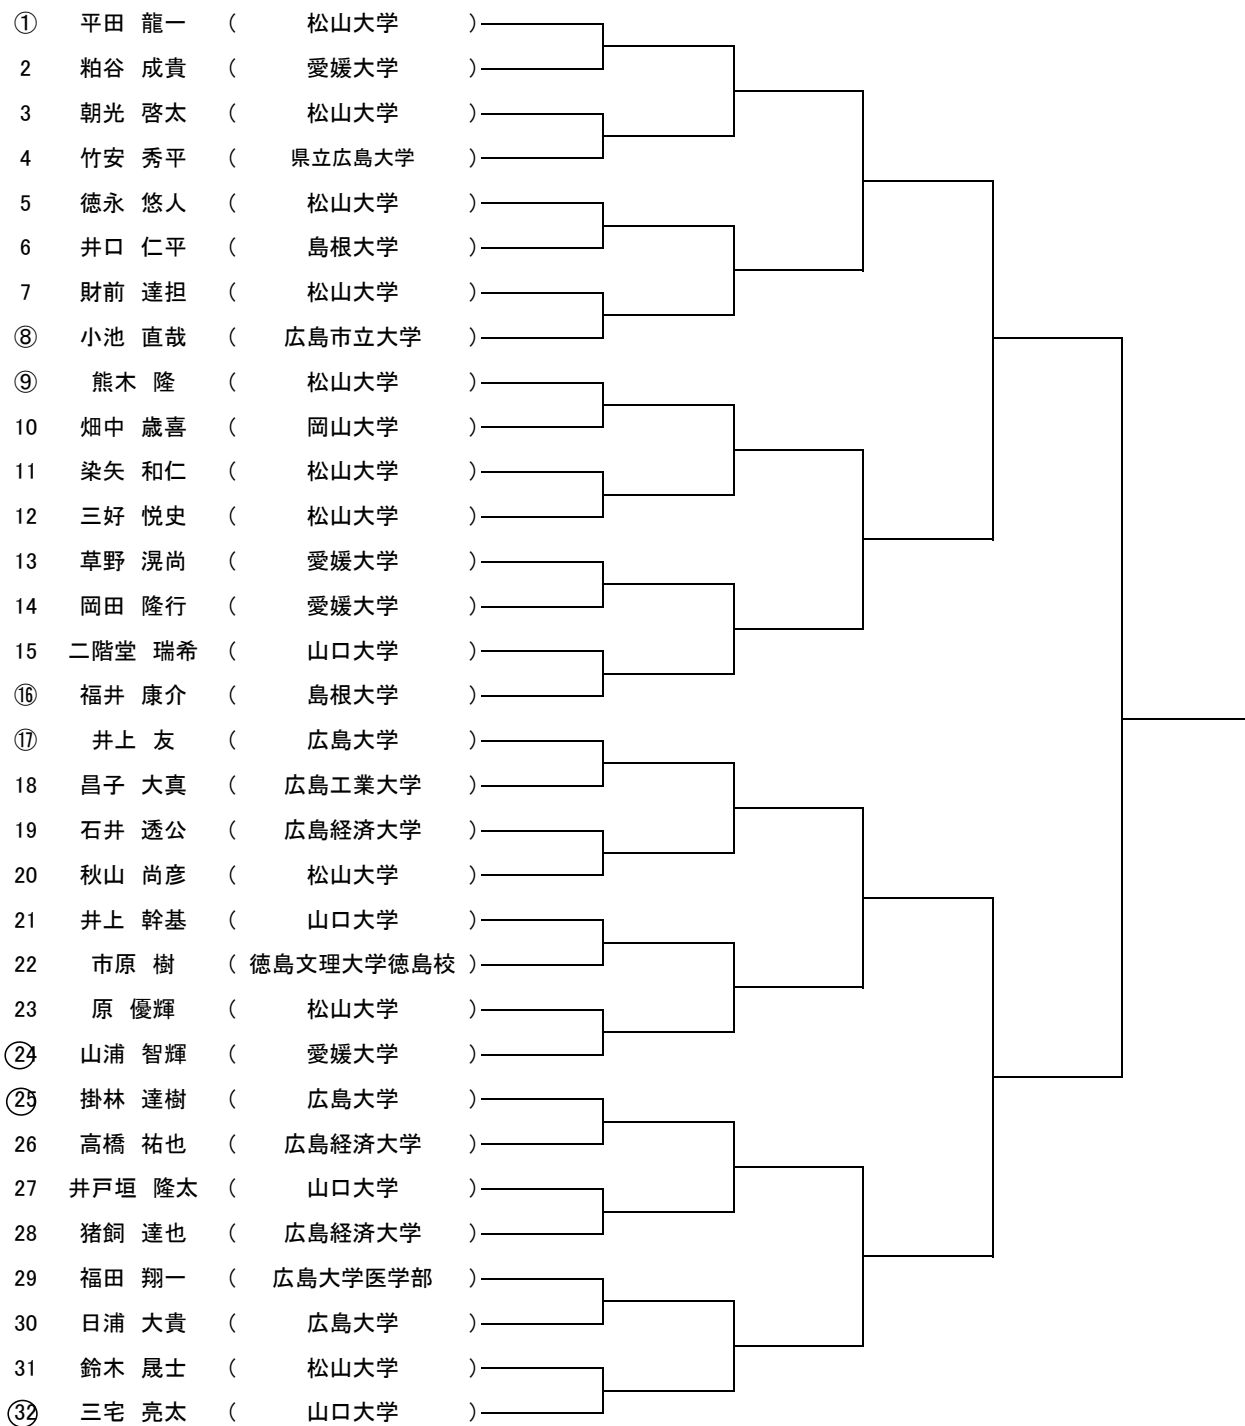 ① 平田 龍一 ( 松山大学 )
2 粕谷 成貴 ( 愛媛大学 )
3 朝光 啓太 ( 松山大学 )
4 竹安 秀平 ( 県立広島大学 )
5 徳永 悠人 ( 松山大学 )
6 井口 仁平 ( 島根大学 )
7 財前 達担 ( 松山大学 )
⑧ 小池 直哉 ( 広島市立大学 )
⑨ 熊木 隆 ( 松山大学 )
10 畑中 歳喜 ( 岡山大学 )
11 染矢 和仁 ( 松山大学 )
12 三好 悦史 ( 松山大学 )
13 草野 滉尚 ( 愛媛大学 )
14 岡田 隆行 ( 愛媛大学 )
15 二階堂 瑞希 ( 山口大学 )
⑯ 福井 康介 ( 島根大学 )
⑰ 井上 友 ( 広島大学 )
18 昌子 大真 ( 広島工業大学 )
19 石井 透公 ( 広島経済大学 )
20 秋山 尚彦 ( 松山大学 )
21 井上 幹基 ( 山口大学 )
22 市原 樹 ( 徳島文理大学徳島校 )
23 原 優輝 ( 松山大学 )
24 山浦 智輝 ( 愛媛大学 )
25 掛林 達樹 ( 広島大学 )
26 高橋 祐也 ( 広島経済大学 )
27 井戸垣 隆太 ( 山口大学 )
28 猪飼 達也 ( 広島経済大学 )
29 福田 翔一 ( 広島大学医学部 )
30 日浦 大貴 ( 広島大学 )
31 鈴木 晟士 ( 松山大学 )
32 三宅 亮太 ( 山口大学 )